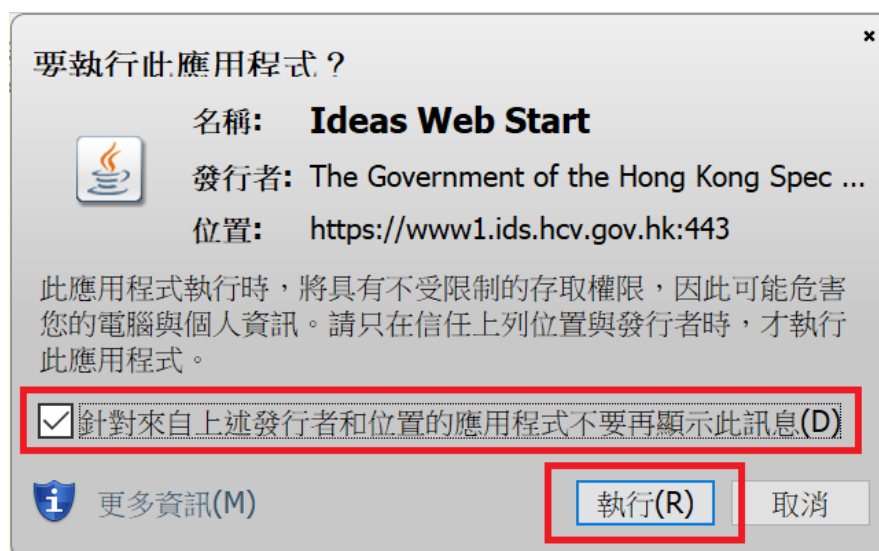 要執行此應用程式？
名稱: Ideas Web Start
發行者: The Government of the Hong Kong Spec ...
位置: https://www1.ids.hcv.gov.hk:443
此應用程式執行時，將具有不受限制的存取權限，因此可能危害
您的電腦與個人資訊。請只在信任上列位置與發行者時，才執行
此應用程式。
針對來自上述發行者和位置的應用程式不要再顯示此訊息(D)
更多資訊(M) 執行(R) 取消